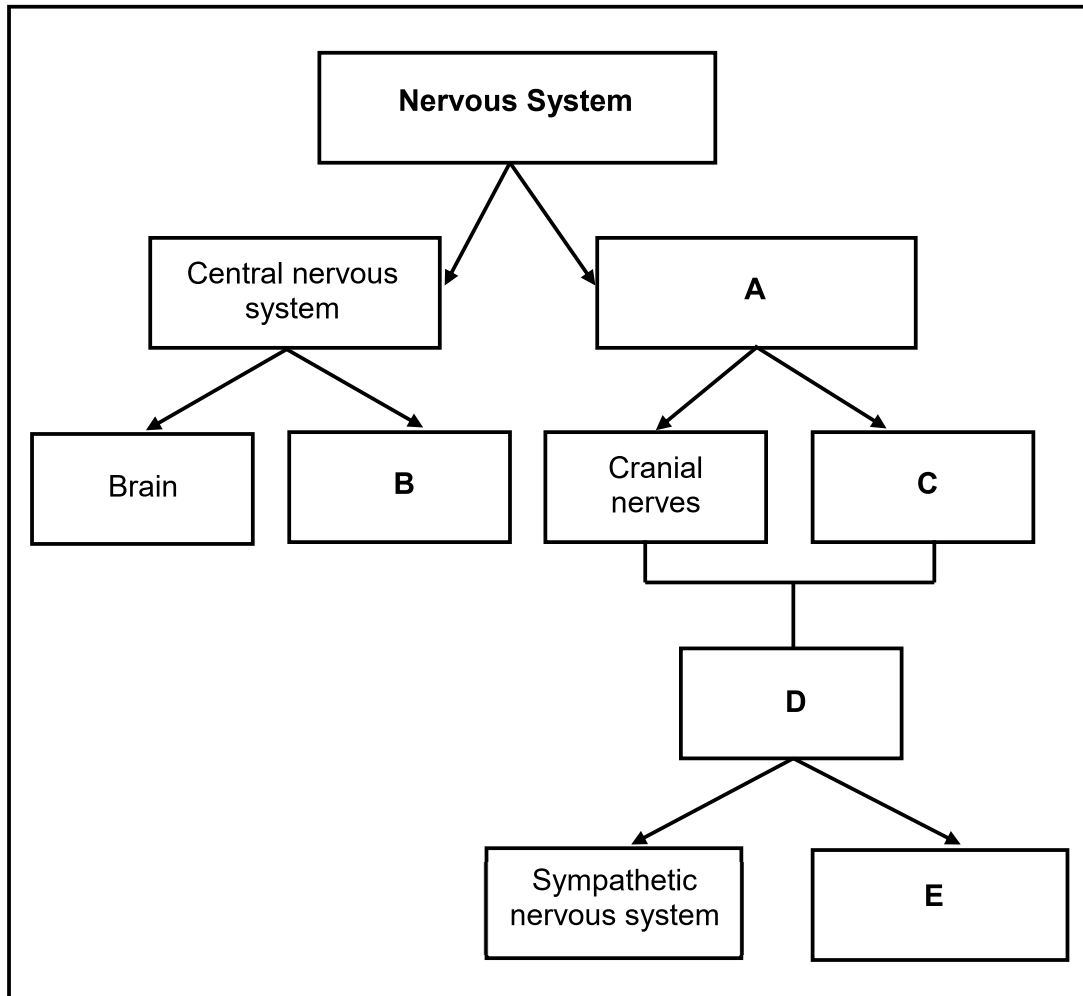 Nervous System
Central nervous
system
A
Brain
B
Cranial
nerves
C
D
Sympathetic
nervous system
E